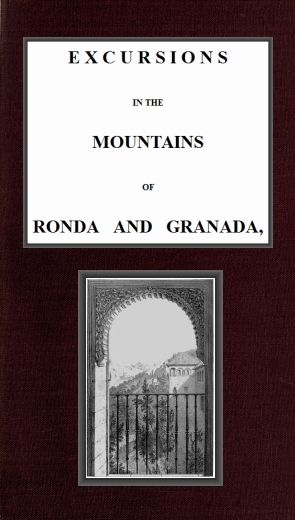 EXCURSIONS
IN THE
MOUNTAINS
OF
RONDA AND GRANADA,